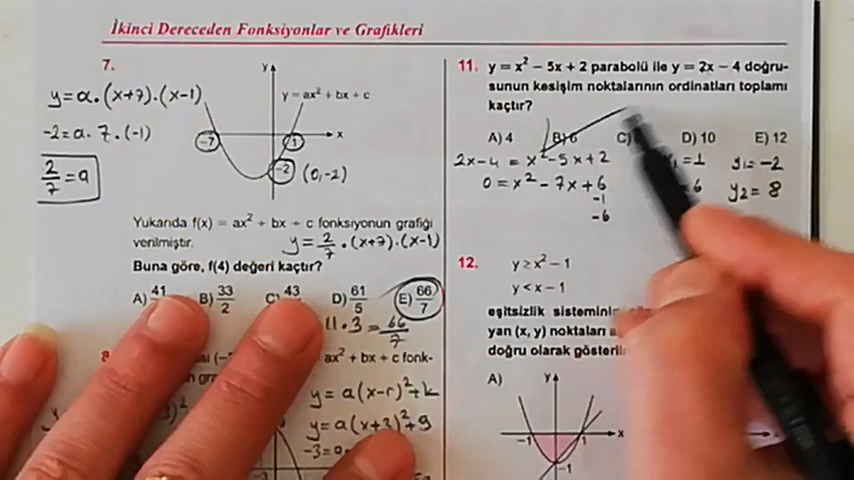 İkinci Dereceden Fonksiyonlar ve Grafikleri
7.
y=a.(x+7).(x-1)
-2=a.7.(-1)
2/7=a
y
y = ax² + bx + c
x
-7
1
-2
(0,-2)
Yukarıda f(x) = ax² + bx + c fonksiyonun grafiği
verilmiştir.
y=2/7.(x+7).(x-1)
Buna göre, f(4) değeri kaçtır?
A) 41 B) 33/2 C) 43 D) 61/5 E) 66/7
11.3=66/7
8
ax² + bx + c fonk-
y=a(x-r)²+k
y=a(x+3)²+9
-3
11. y = x² – 5x + 2 parabolü ile y = 2x – 4 doğru-
sunun kesişim noktalarının ordinatları toplamı
kaçtır?
A) 4 B) 6 C) D) 10 E) 12
2x-4=x²-5x+2
0=x²-7x+6
-1
-6
=1 y₁=-2
6 y₂=8
12. y ≥ x² – 1
y < x – 1
eşitsizlik
yan (x, y) noktaları
doğru olarak
A)
y
x
–1
1
–1